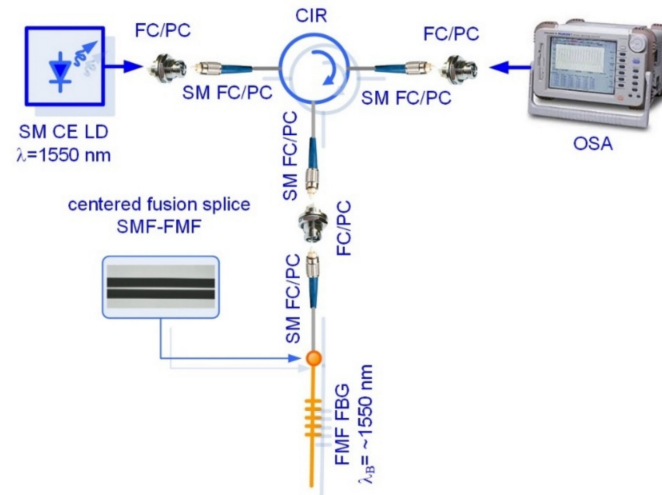 CIR
FC/PC
FC/PC
SM FC/PC
SM FC/PC
SM CE LD
λ=1550 nm
OSA
SM FC/PC
centered fusion splice
SMF-FMF
FC/PC
SM FC/PC
FMF FBG
λB= ~1550 nm